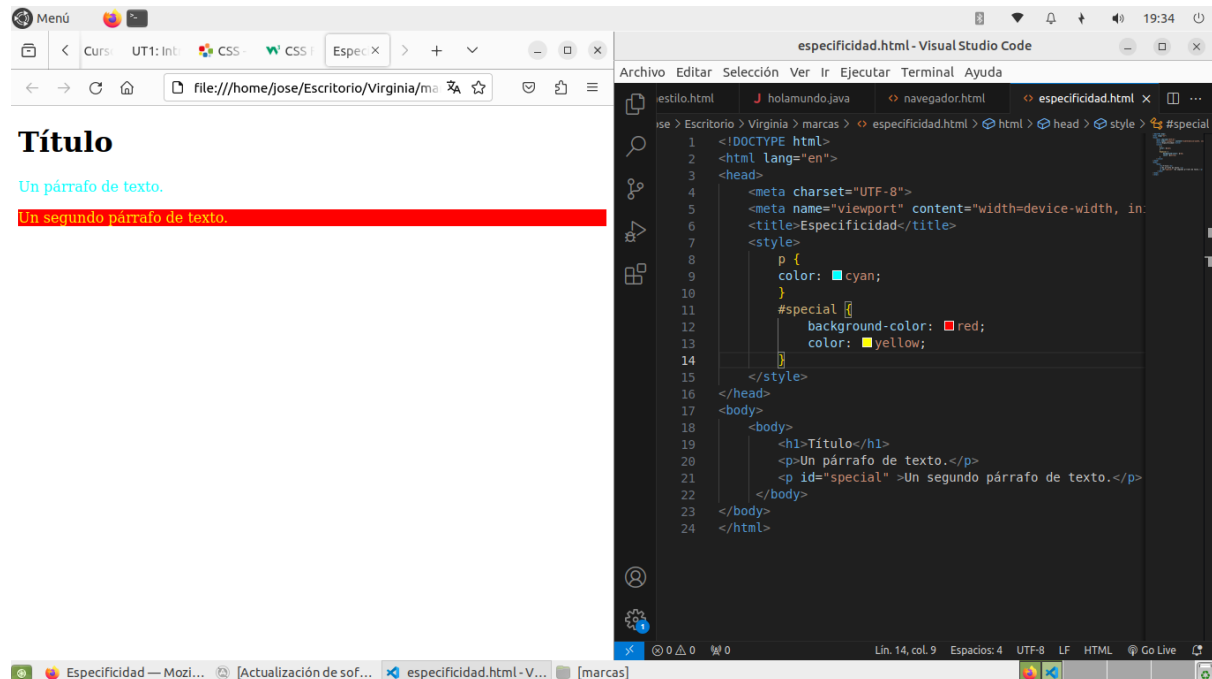 Menú
19:34
Curs UT1: Int CSS - CSS F Espec
file:///home/jose/Escritorio/Virginia/ma
Título
Un párrafo de texto.
Un segundo párrafo de texto.
especificidad.html - Visual Studio Code
Archivo Editar Selección Ver Ir Ejecutar Terminal Ayuda
estilo.html J holamundo.java <> navegador.html <> especificidad.html
se > Escritorio > Virginia > marcas > <> especificidad.html > html > head > style > #special
1 <!DOCTYPE html>
2 <html lang="en">
3 <head>
4 <meta charset="UTF-8">
5 <meta name="viewport" content="width=device-width, in
6 <title>Especificidad</title>
7 <style>
8 p {
9 color: cyan;
10 }
11 #special {
12 background-color: red;
13 color: yellow;
14 }
15 </style>
16 </head>
17 <body>
18 <body>
19 <h1>Título</h1>
20 <p>Un párrafo de texto.</p>
21 <p id="special" >Un segundo párrafo de texto.</p>
22 </body>
23 </body>
24 </html>
1
0 0 0 Lín. 14, col. 9 Espacios: 4 UTF-8 LF HTML Go Live
Especificidad — Mozi... [Actualización de sof... especificidad.html - V... [marcas]